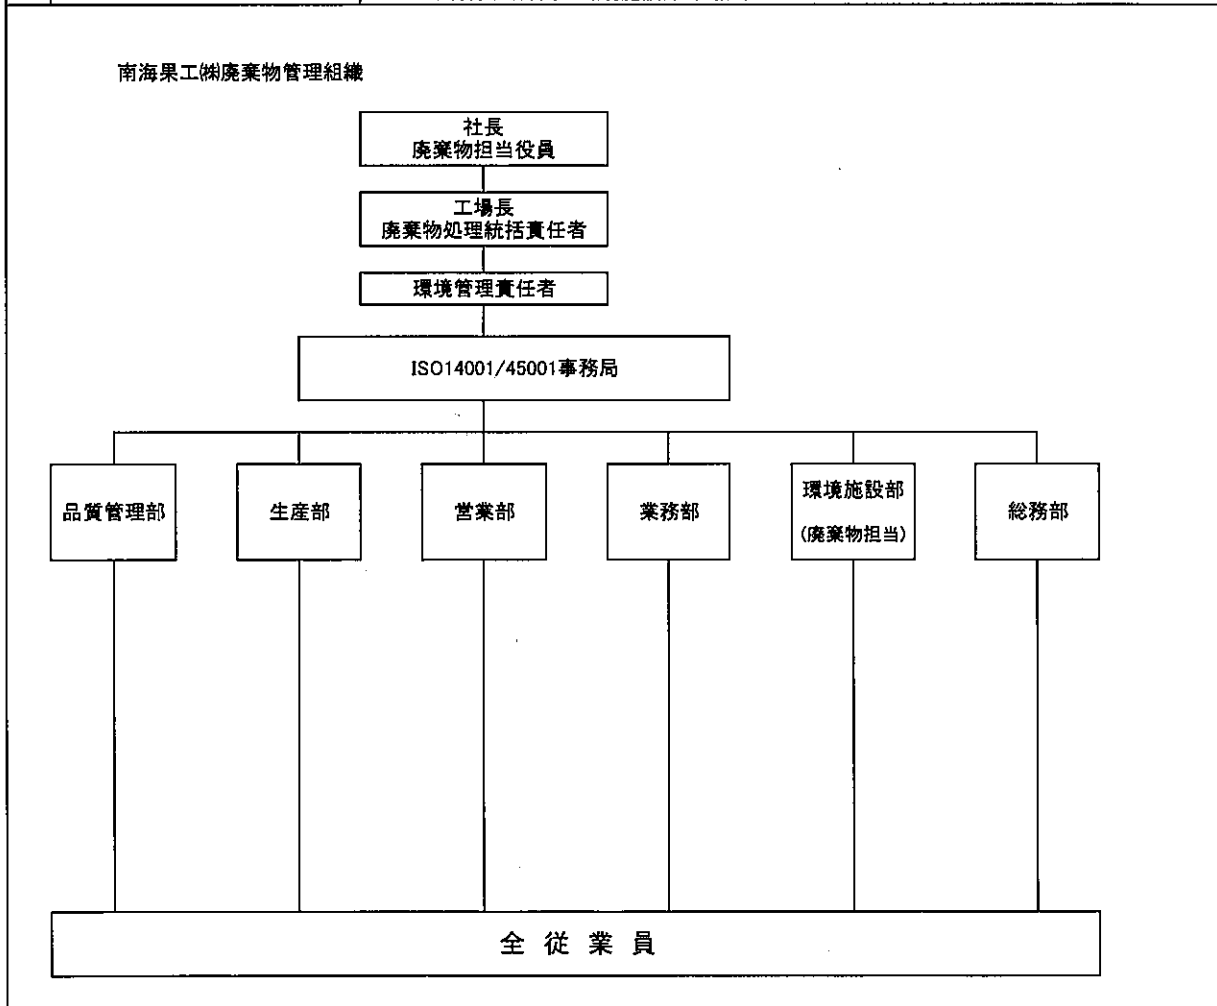 南海果工㈱廃棄物管理組織
社長
廃棄物担当役員
工場長
廃棄物処理統括責任者
環境管理責任者
ISO14001/45001事務局
品質管理部
生産部
営業部
業務部
環境施設部
(廃棄物担当)
総務部
全従業員